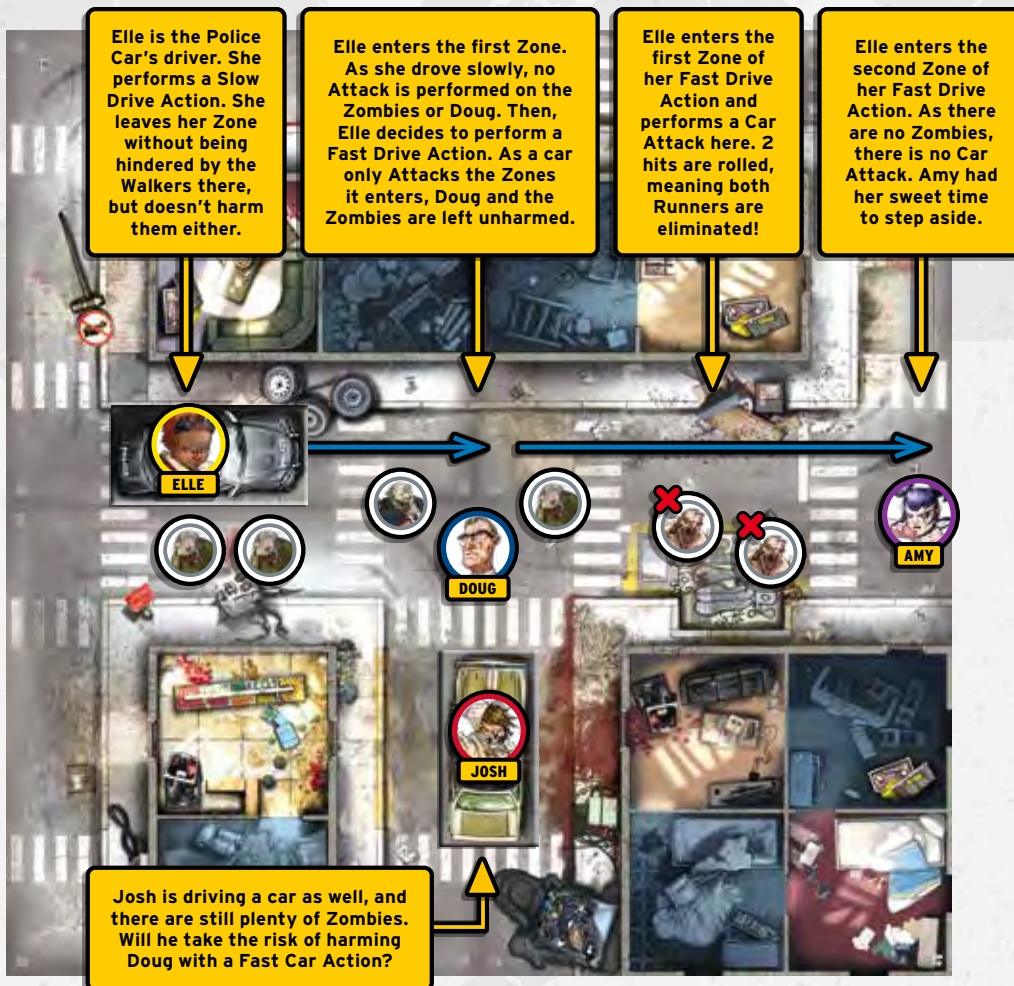 Elle is the Police
Car's driver. She
performs a Slow
Drive Action. She
leaves her Zone
without being
hindered by the
Walkers there,
but doesn't harm
them either.
Elle enters the first Zone.
As she drove slowly, no
Attack is performed on the
Zombies or Doug. Then,
Elle decides to perform a
Fast Drive Action. As a car
only Attacks the Zones
it enters, Doug and the
Zombies are left unharmed.
Elle enters the
first Zone of
her Fast Drive
Action and
performs a Car
Attack here. 2
hits are rolled,
meaning both
Runners are
eliminated!
Elle enters the
second Zone of
her Fast Drive
Action. As there
are no Zombies,
there is no Car
Attack. Amy had
her sweet time
to step aside.
ELLE
DOUG
AMY
JOSH
Josh is driving a car as well, and
there are still plenty of Zombies.
Will he take the risk of harming
Doug with a Fast Car Action?